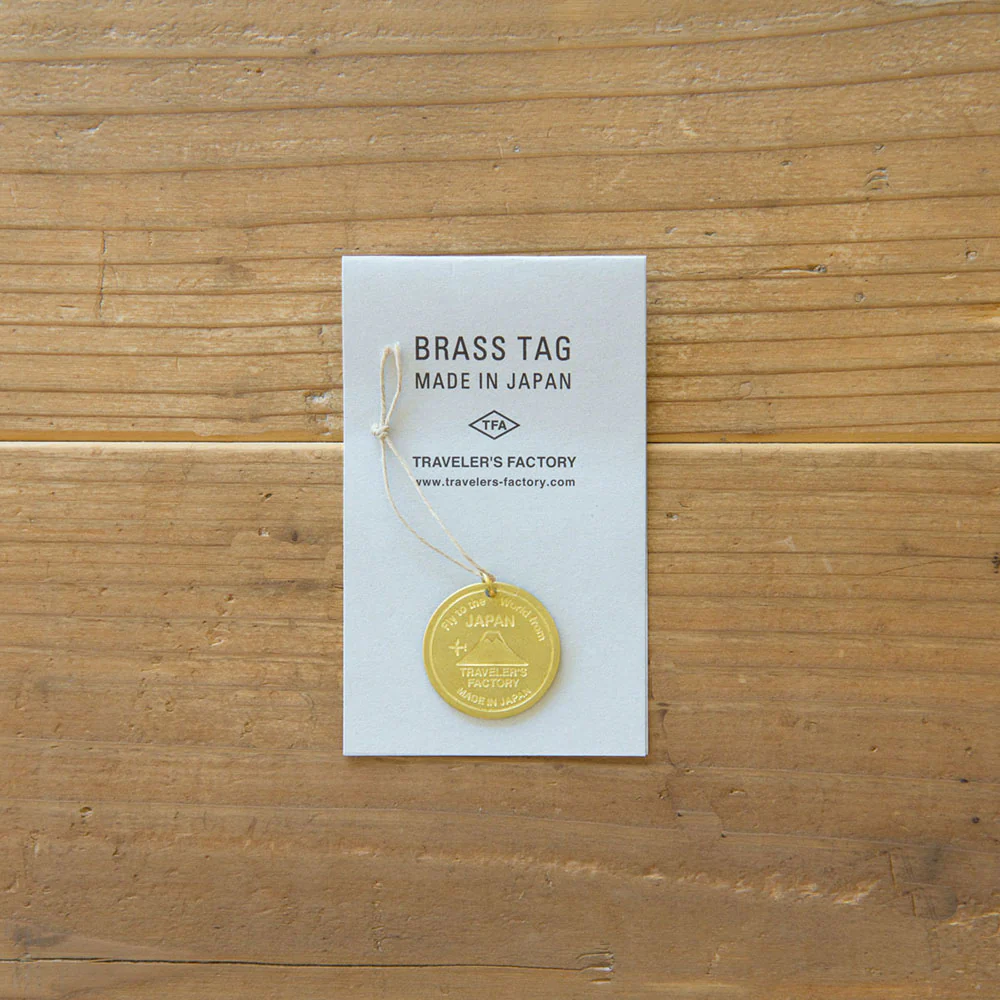 BRASS TAG
MADE IN JAPAN
TFA
TRAVELER'S FACTORY
www.travelers-factory.com
Fly to the World from
JAPAN
TRAVELER'S
FACTORY
MADE IN JAPAN